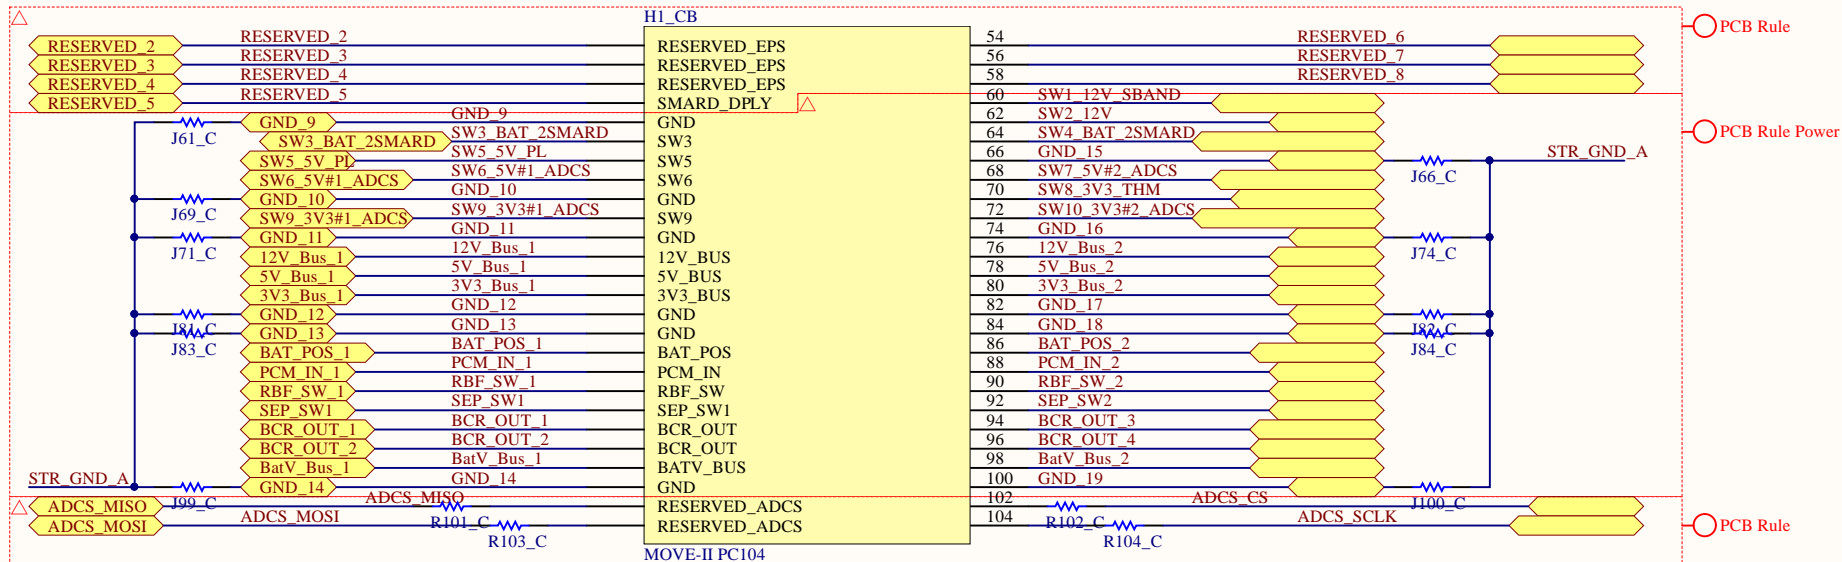 H1_CB
RESERVED_2 RESERVED_2 RESERVED_EPS 54 RESERVED_6 PCB Rule
RESERVED_3 RESERVED_3 RESERVED_EPS 56 RESERVED_7
RESERVED_4 RESERVED_4 RESERVED_EPS 58 RESERVED_8
RESERVED_5 RESERVED_5 SMARD_DPLY 60 SW1_12V_SBAND
GND_9 GND_9 GND 62 SW2_12V
J61_C SW3_BAT_2SMARD SW3_BAT_2SMARD SW3 64 SW4_BAT_2SMARD PCB Rule Power
SW5_5V_PL SW5_5V_PL SW5 66 GND_15 STR_GND_A
SW6_5V#1_ADCS SW6_5V#1_ADCS SW6 68 SW7_5V#2_ADCS J66_C
GND_10 GND_10 GND 70 SW8_3V3_THM
J69_C SW9_3V3#1_ADCS SW9_3V3#1_ADCS SW9 72 SW10_3V3#2_ADCS
GND_11 GND_11 GND 74 GND_16
J71_C 12V_Bus_1 12V_Bus_1 12V_BUS 76 12V_Bus_2 J74_C
5V_Bus_1 5V_Bus_1 5V_BUS 78 5V_Bus_2
3V3_Bus_1 3V3_Bus_1 3V3_BUS 80 3V3_Bus_2
GND_12 GND_12 GND 82 GND_17
J81_C GND_13 GND_13 GND 84 GND_18 J82_C
J83_C BAT_POS_1 BAT_POS_1 BAT_POS 86 BAT_POS_2 J84_C
PCM_IN_1 PCM_IN_1 PCM_IN 88 PCM_IN_2
RBF_SW_1 RBF_SW_1 RBF_SW 90 RBF_SW_2
SEP_SW1 SEP_SW1 SEP_SW1 92 SEP_SW2
BCR_OUT_1 BCR_OUT_1 BCR_OUT 94 BCR_OUT_3
BCR_OUT_2 BCR_OUT_2 BCR_OUT 96 BCR_OUT_4
BatV_Bus_1 BatV_Bus_1 BATV_BUS 98 BatV_Bus_2
STR_GND_A GND_14 GND_14 GND 100 GND_19
J99_C J100_C
ADCS_MISO ADCS_MISO RESERVED_ADCS 102 ADCS_CS
R101_C R102_C
ADCS_MOSI ADCS_MOSI RESERVED_ADCS 104 ADCS_SCLK PCB Rule
R103_C R104_C
MOVE-II PC104